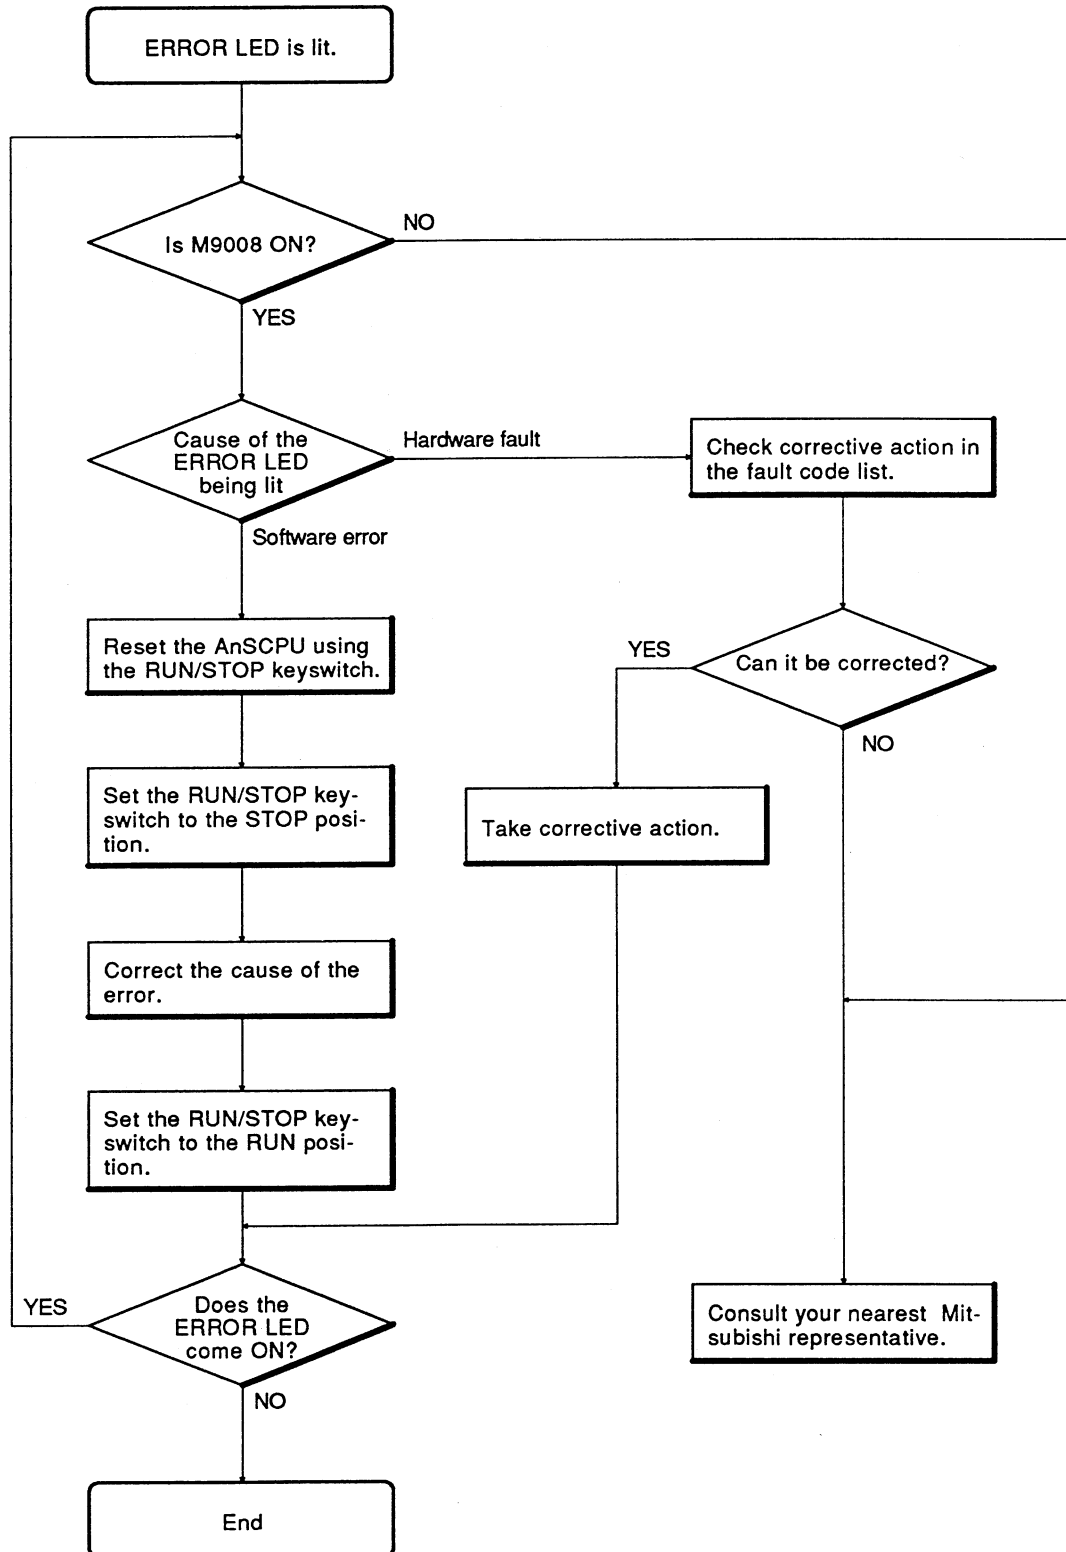 ERROR LED is lit.
Is M9008 ON?
NO
YES
Cause of the
ERROR LED
being lit
Hardware fault
Software error
Check corrective action in
the fault code list.
Reset the AnSCPU using
the RUN/STOP keyswitch.
YES
Can it be corrected?
NO
Set the RUN/STOP key-
switch to the STOP posi-
tion.
Take corrective action.
Correct the cause of the
error.
Set the RUN/STOP key-
switch to the RUN posi-
tion.
YES
Does the
ERROR LED
come ON?
NO
Consult your nearest Mit-
subishi representative.
End